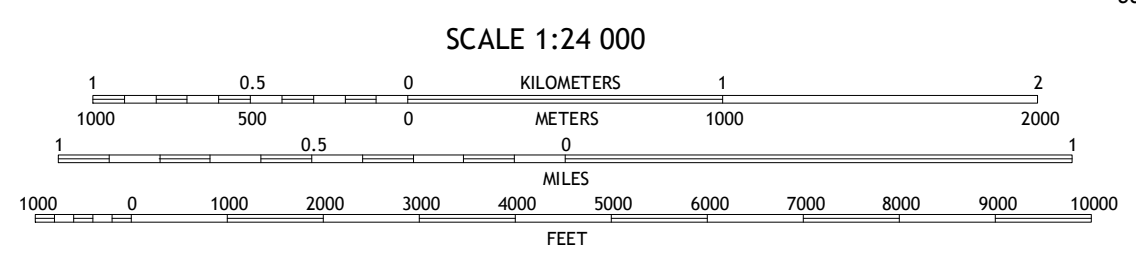 SCALE 1:24 000
1 0.5 0 KILOMETERS 1 2
1000 500 0 METERS 1000 2000
1 0.5 0 1
MILES
1000 0 1000 2000 3000 4000 5000 6000 7000 8000 9000 10000
FEET